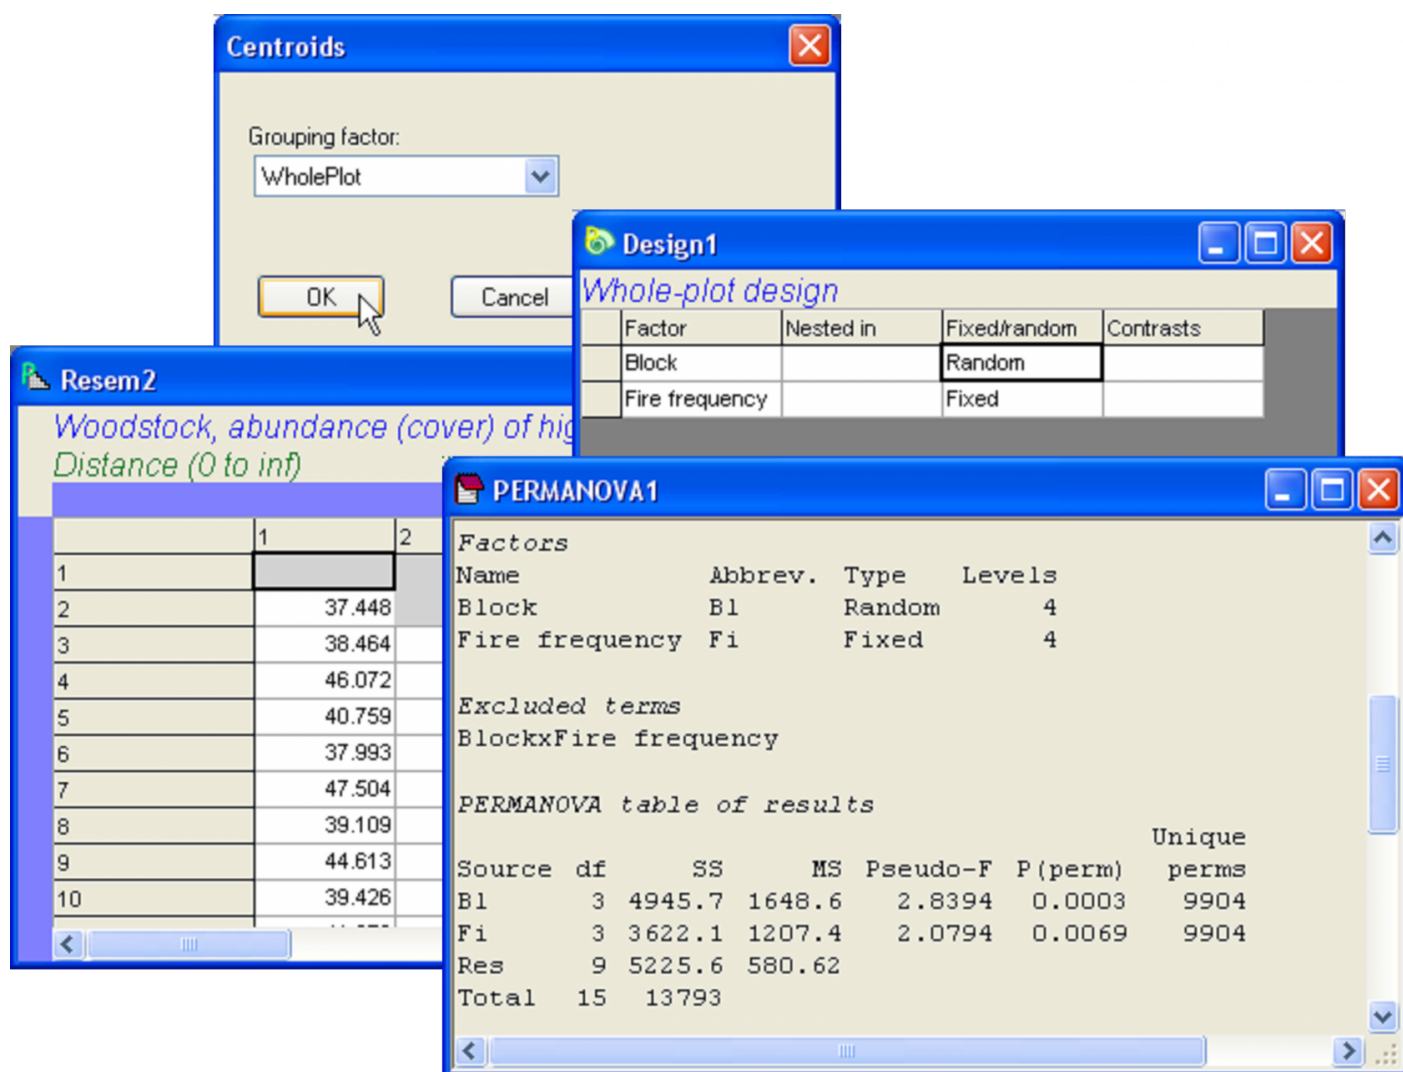 Centroids
Grouping factor:
WholePlot
OK Cancel
Design1
Whole-plot design
Factor Nested in Fixed/random Contrasts
Block Random
Fire frequency Fixed
Resem2
Woodstock, abundance (cover) of
Distance (0 to inf)
1 2
1
2 37.448
3 38.464
4 46.072
5 40.759
6 37.993
7 47.504
8 39.109
9 44.613
10 39.426
PERMANOVA1
Factors
Name Abbrev. Type Levels
Block Bl Random 4
Fire frequency Fi Fixed 4
Excluded terms
BlockxFire frequency
PERMANOVA table of results
Unique
Source df SS MS Pseudo-F P(perm) perms
Bl 3 4945.7 1648.6 2.8394 0.0003 9904
Fi 3 3622.1 1207.4 2.0794 0.0069 9904
Res 9 5225.6 580.62
Total 15 13793